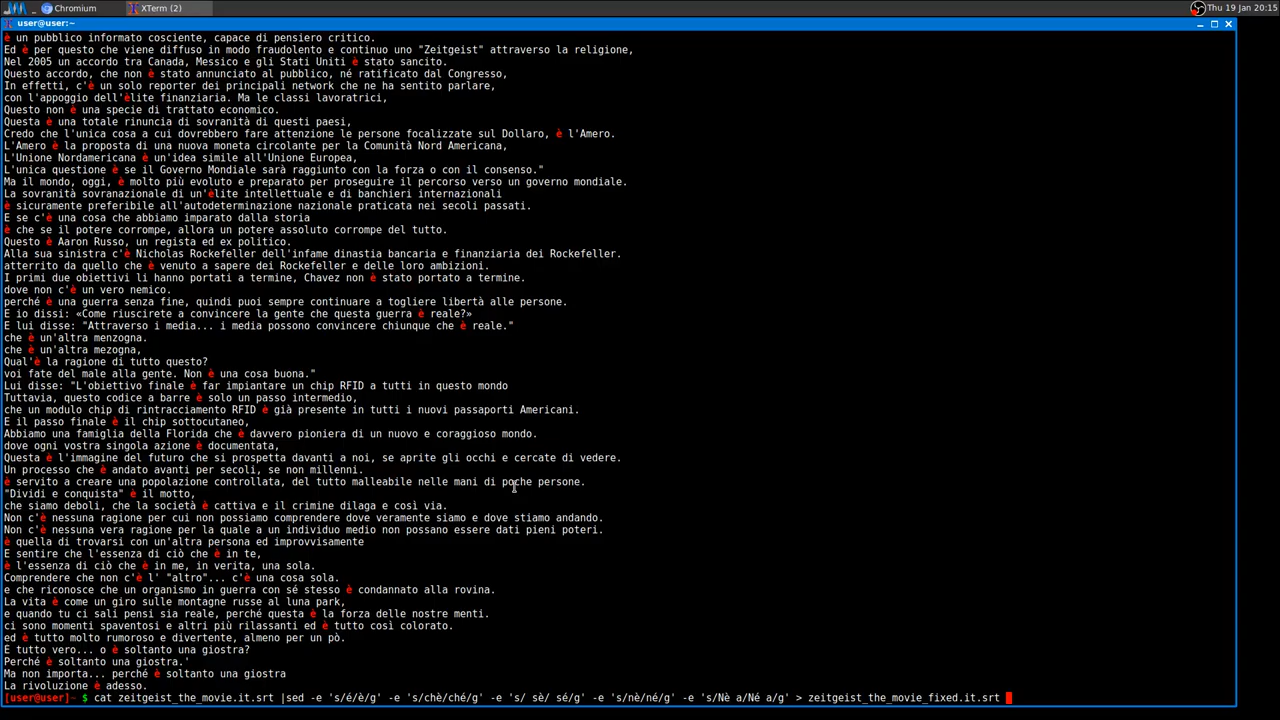 Chromium
XTerm (2)
Thu 19 Jan 20:15
user@user:~
è un pubblico informato cosciente, capace di pensiero critico.
Ed è per questo che viene diffuso in modo fraudolento e continuo uno "Zeitgeist" attraverso la religione,
Nel 2005 un accordo tra Canada, Messico e gli Stati Uniti è stato sancito.
Questo accordo, che non è stato annunciato al pubblico, né ratificato dal Congresso,
In effetti, c'è un solo reporter dei principali network che ne ha sentito parlare,
con l'appoggio dell'èlite finanziaria. Ma le classi lavoratrici,
Questo non è una specie di trattato economico.
Questa è una totale rinuncia di sovranità di questi paesi,
Credo che l'unica cosa a cui dovrebbero fare attenzione le persone focalizzate sul Dollaro, è l'Amero.
L'Amero è la proposta di una nuova moneta circolante per la Comunità Nord Americana,
L'Unione Nordamericana è un'idea simile all'Unione Europea,
L'unica questione è se il Governo Mondiale sarà raggiunto con la forza o con il consenso."
Ma il mondo, oggi, è molto più evoluto e preparato per proseguire il percorso verso un governo mondiale.
La sovranità sovranazionale di un'èlite intellettuale e di banchieri internazionali
è sicuramente preferibile all'autodeterminazione nazionale praticata nei secoli passati.
E se c'è una cosa che abbiamo imparato dalla storia
è che se il potere corrompe, allora un potere assoluto corrompe del tutto.
Questo è Aaron Russo, un regista ed ex politico.
Alla sua sinistra c'è Nicholas Rockefeller dell'infame dinastia bancaria e finanziaria dei Rockefeller.
atterrito da quello che è venuto a sapere dei Rockefeller e delle loro ambizioni.
I primi due obiettivi li hanno portati a termine, Chavez non è stato portato a termine.
dove non c'è un vero nemico.
perché è una guerra senza fine, quindi puoi sempre continuare a togliere libertà alle persone.
E io dissi: «Come riuscirete a convincere la gente che questa guerra è reale?»
E lui disse: "Attraverso i media... i media possono convincere chiunque che è reale."
che è un'altra menzogna.
che è un'altra mezogna,
Qual'è la ragione di tutto questo?
voi fate del male alla gente. Non è una cosa buona."
Lui disse: "L'obiettivo finale è far impiantare un chip RFID a tutti in questo mondo
Tuttavia, questo codice a barre è solo un passo intermedio,
che un modulo chip di rintracciamento RFID è già presente in tutti i nuovi passaporti Americani.
E il passo finale è il chip sottocutaneo,
Abbiamo una famiglia della Florida che è davvero pioniera di un nuovo e coraggioso mondo.
dove ogni vostra singola azione è documentata,
Questa è l'immagine del futuro che si prospetta davanti a noi, se aprite gli occhi e cercate di vedere.
Un processo che è andato avanti per secoli, se non millenni.
è servito a creare una popolazione controllata, del tutto malleabile nelle mani di poche persone.
"Dividi e conquista" è il motto,
che siamo deboli, che la società è cattiva e il crimine dilaga e così via.
Non c'è nessuna ragione per cui non possiamo comprendere dove veramente siamo e dove stiamo andando.
Non c'è nessuna vera ragione per la quale a un individuo medio non possano essere dati pieni poteri.
è quella di trovarsi con un'altra persona ed improvvisamente
E sentire che l'essenza di ciò che è in te,
è l'essenza di ciò che è in me, in verita, una sola.
Comprendere che non c'è l' "altro"... c'è una cosa sola.
e che riconosce che un organismo in guerra con sé stesso è condannato alla rovina.
La vita è come un giro sulle montagne russe al luna park,
e quando tu ci sali pensi sia reale, perché questa è la forza delle nostre menti.
ci sono momenti spaventosi e altri più rilassanti ed è tutto così colorato.
ed è tutto molto rumoroso e divertente, almeno per un pò.
E tutto vero... o è soltanto una giostra?
Perché è soltanto una giostra.'
Ma non importa... perché è soltanto una giostra
La rivoluzione è adesso.
[user@user]~ $ cat zeitgeist_the_movie.it.srt |sed -e 's/é/è/g' -e 's/chè/ché/g' -e 's/ sè/ sé/g' -e 's/nè/né/g' -e 's/Nè a/Né a/g' > zeitgeist_the_movie_fixed.it.srt